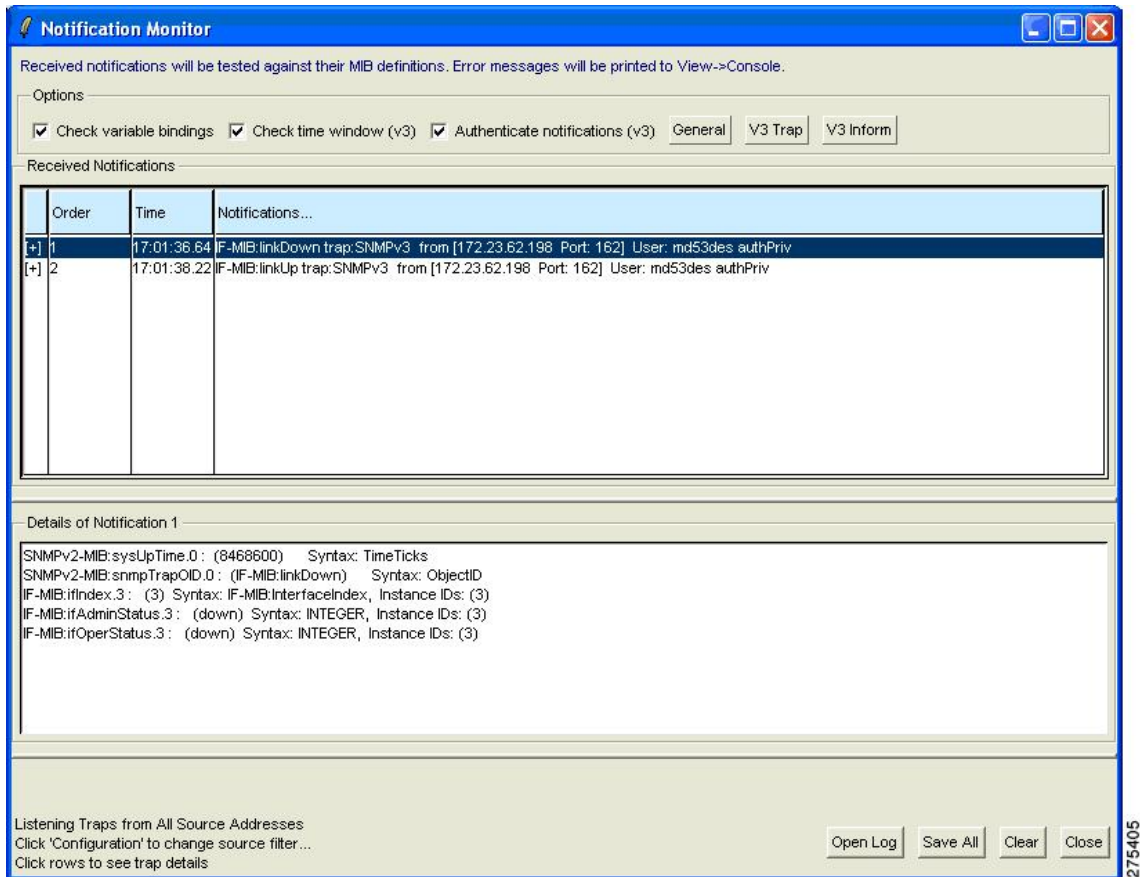 Notification Monitor
Received notifications will be tested against their MIB definitions. Error messages will be printed to View->Console.
Options
Check variable bindings Check time window (v3) Authenticate notifications (v3) General V3 Trap V3 Inform
Received Notifications
Order Time Notifications...
[+] 1 17:01:36.64 IF-MIB:linkDown trap:SNMPv3 from [172.23.62.198 Port: 162] User: md53des authPriv
[+] 2 17:01:38.22 IF-MIB:linkUp trap:SNMPv3 from [172.23.62.198 Port: 162] User: md53des authPriv
Details of Notification 1
SNMPv2-MIB:sysUpTime.0 : (8468600) Syntax: TimeTicks
SNMPv2-MIB:snmpTrapOID.0 : (IF-MIB:linkDown) Syntax: ObjectID
IF-MIB:ifIndex.3 : (3) Syntax: IF-MIB:InterfaceIndex, Instance IDs: (3)
IF-MIB:ifAdminStatus.3 : (down) Syntax: INTEGER, Instance IDs: (3)
IF-MIB:ifOperStatus.3 : (down) Syntax: INTEGER, Instance IDs: (3)
Listening Traps from All Source Addresses
Click 'Configuration' to change source filter...
Click rows to see trap details
Open Log Save All Clear Close
275405